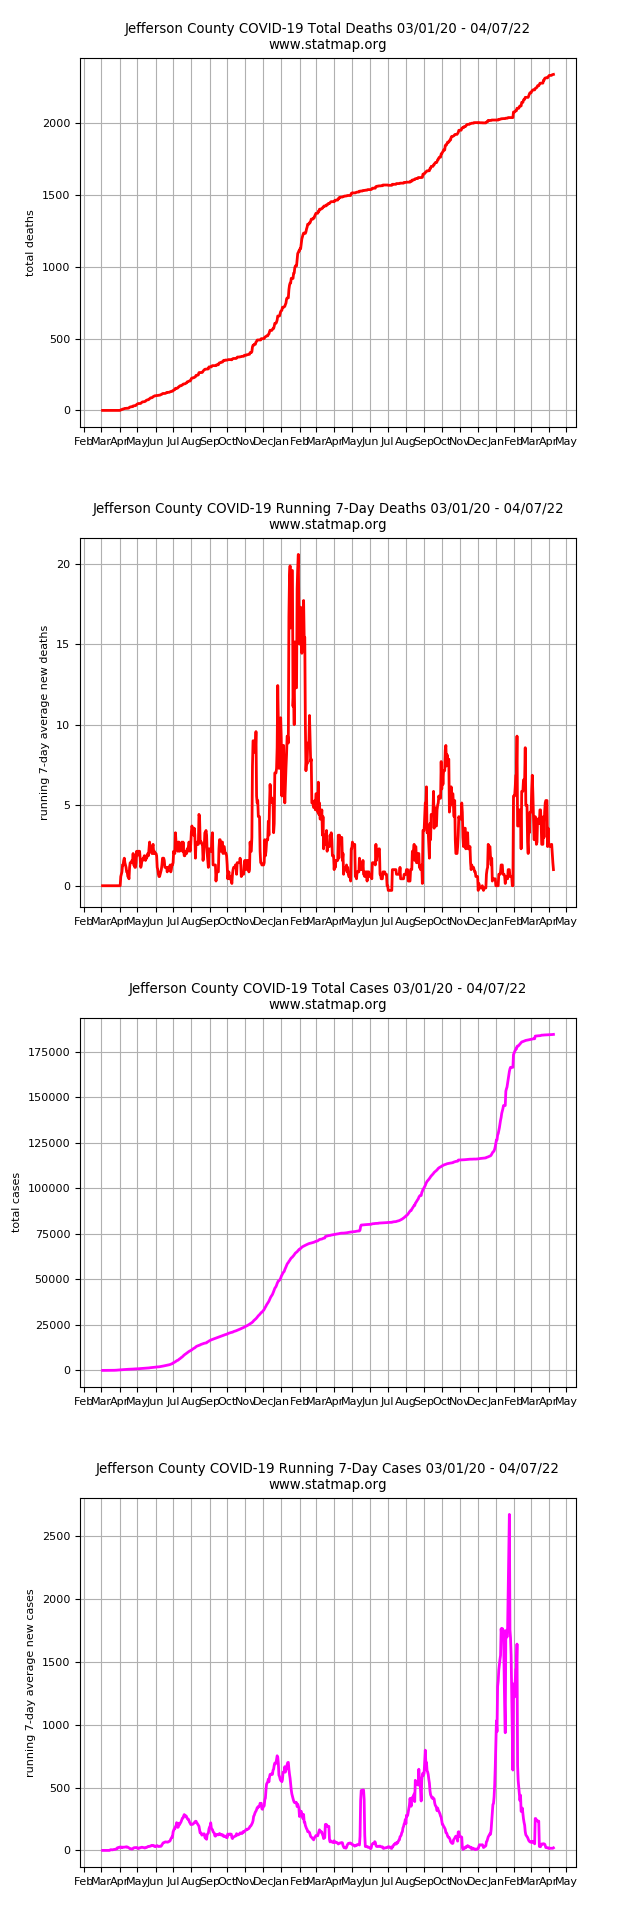 Jefferson County COVID-19 Total Deaths 03/01/20 - 04/07/22
www.statmap.org
2000
1500
1000
500
0
total deaths
Feb Mar Apr May Jun Jul Aug Sep Oct Nov Dec Jan Feb Mar Apr May Jun Jul Aug Sep Oct Nov Dec Jan Feb Mar Apr May
Jefferson County COVID-19 Running 7-Day Deaths 03/01/20 - 04/07/22
www.statmap.org
20
15
10
5
0
running 7-day average new deaths
Feb Mar Apr May Jun Jul Aug Sep Oct Nov Dec Jan Feb Mar Apr May Jun Jul Aug Sep Oct Nov Dec Jan Feb Mar Apr May
Jefferson County COVID-19 Total Cases 03/01/20 - 04/07/22
www.statmap.org
175000
150000
125000
100000
75000
50000
25000
0
total cases
Feb Mar Apr May Jun Jul Aug Sep Oct Nov Dec Jan Feb Mar Apr May Jun Jul Aug Sep Oct Nov Dec Jan Feb Mar Apr May
Jefferson County COVID-19 Running 7-Day Cases 03/01/20 - 04/07/22
www.statmap.org
2500
2000
1500
1000
500
0
running 7-day average new cases
Feb Mar Apr May Jun Jul Aug Sep Oct Nov Dec Jan Feb Mar Apr May Jun Jul Aug Sep Oct Nov Dec Jan Feb Mar Apr May